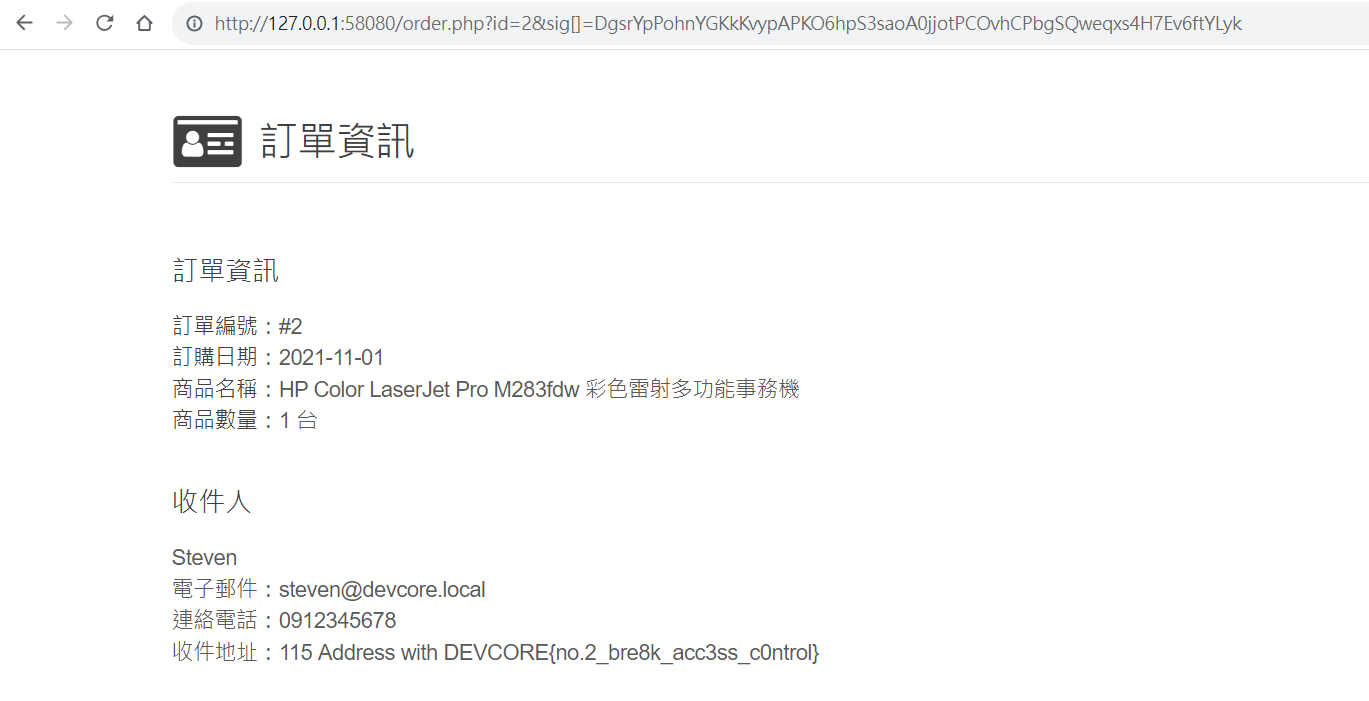 http://127.0.0.1:58080/order.php?id=2&sig[]=DgsrYpPohnYGKkKvypAPKO6hpS3saoA0jjotPCOvhCPbgSQweqxs4H7Ev6ftYLyk
訂單資訊
訂單資訊
訂單編號：#2
訂購日期：2021-11-01
商品名稱：HP Color LaserJet Pro M283fdw 彩色雷射多功能事務機
商品數量：1 台
收件人
Steven
電子郵件：steven@devcore.local
連絡電話：0912345678
收件地址：115 Address with DEVCORE{no.2_bre8k_acc3ss_c0ntrol}